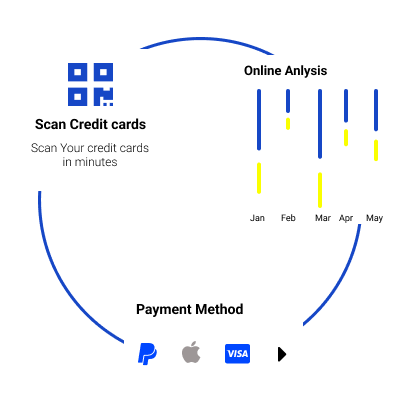 Online Anlysis
Scan Credit cards
Scan Your credit cards
in minutes
Jan Feb Mar Apr May
Payment Method
VISA